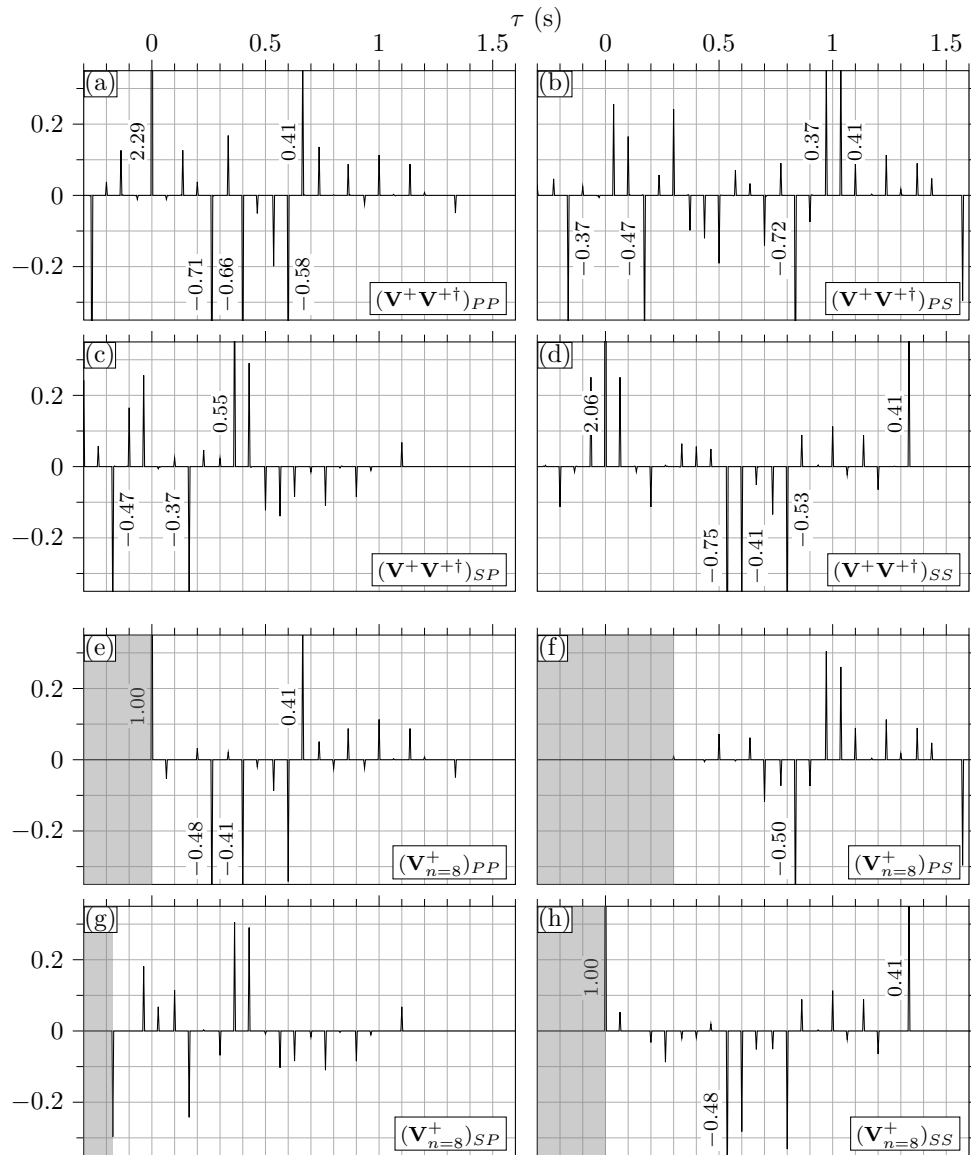 τ (s)
0 0.5 1 1.5 0 0.5 1 1.5
(a)
0.2
0
−0.2
2.29
−0.71
−0.66
0.41
−0.58
(V⁺V⁺†)PP
(b)
−0.37
−0.47
−0.72
0.37
0.41
(V⁺V⁺†)PS
(c)
0.2
0
−0.2
−0.47
−0.37
0.55
(V⁺V⁺†)SP
(d)
2.06
−0.75
−0.41
−0.53
0.41
(V⁺V⁺†)SS
(e)
0.2
0
−0.2
1.00
−0.48
−0.41
0.41
(V⁺n=8)PP
(f)
−0.50
(V⁺n=8)PS
(g)
0.2
0
−0.2
(V⁺n=8)SP
(h)
1.00
−0.48
0.41
(V⁺n=8)SS